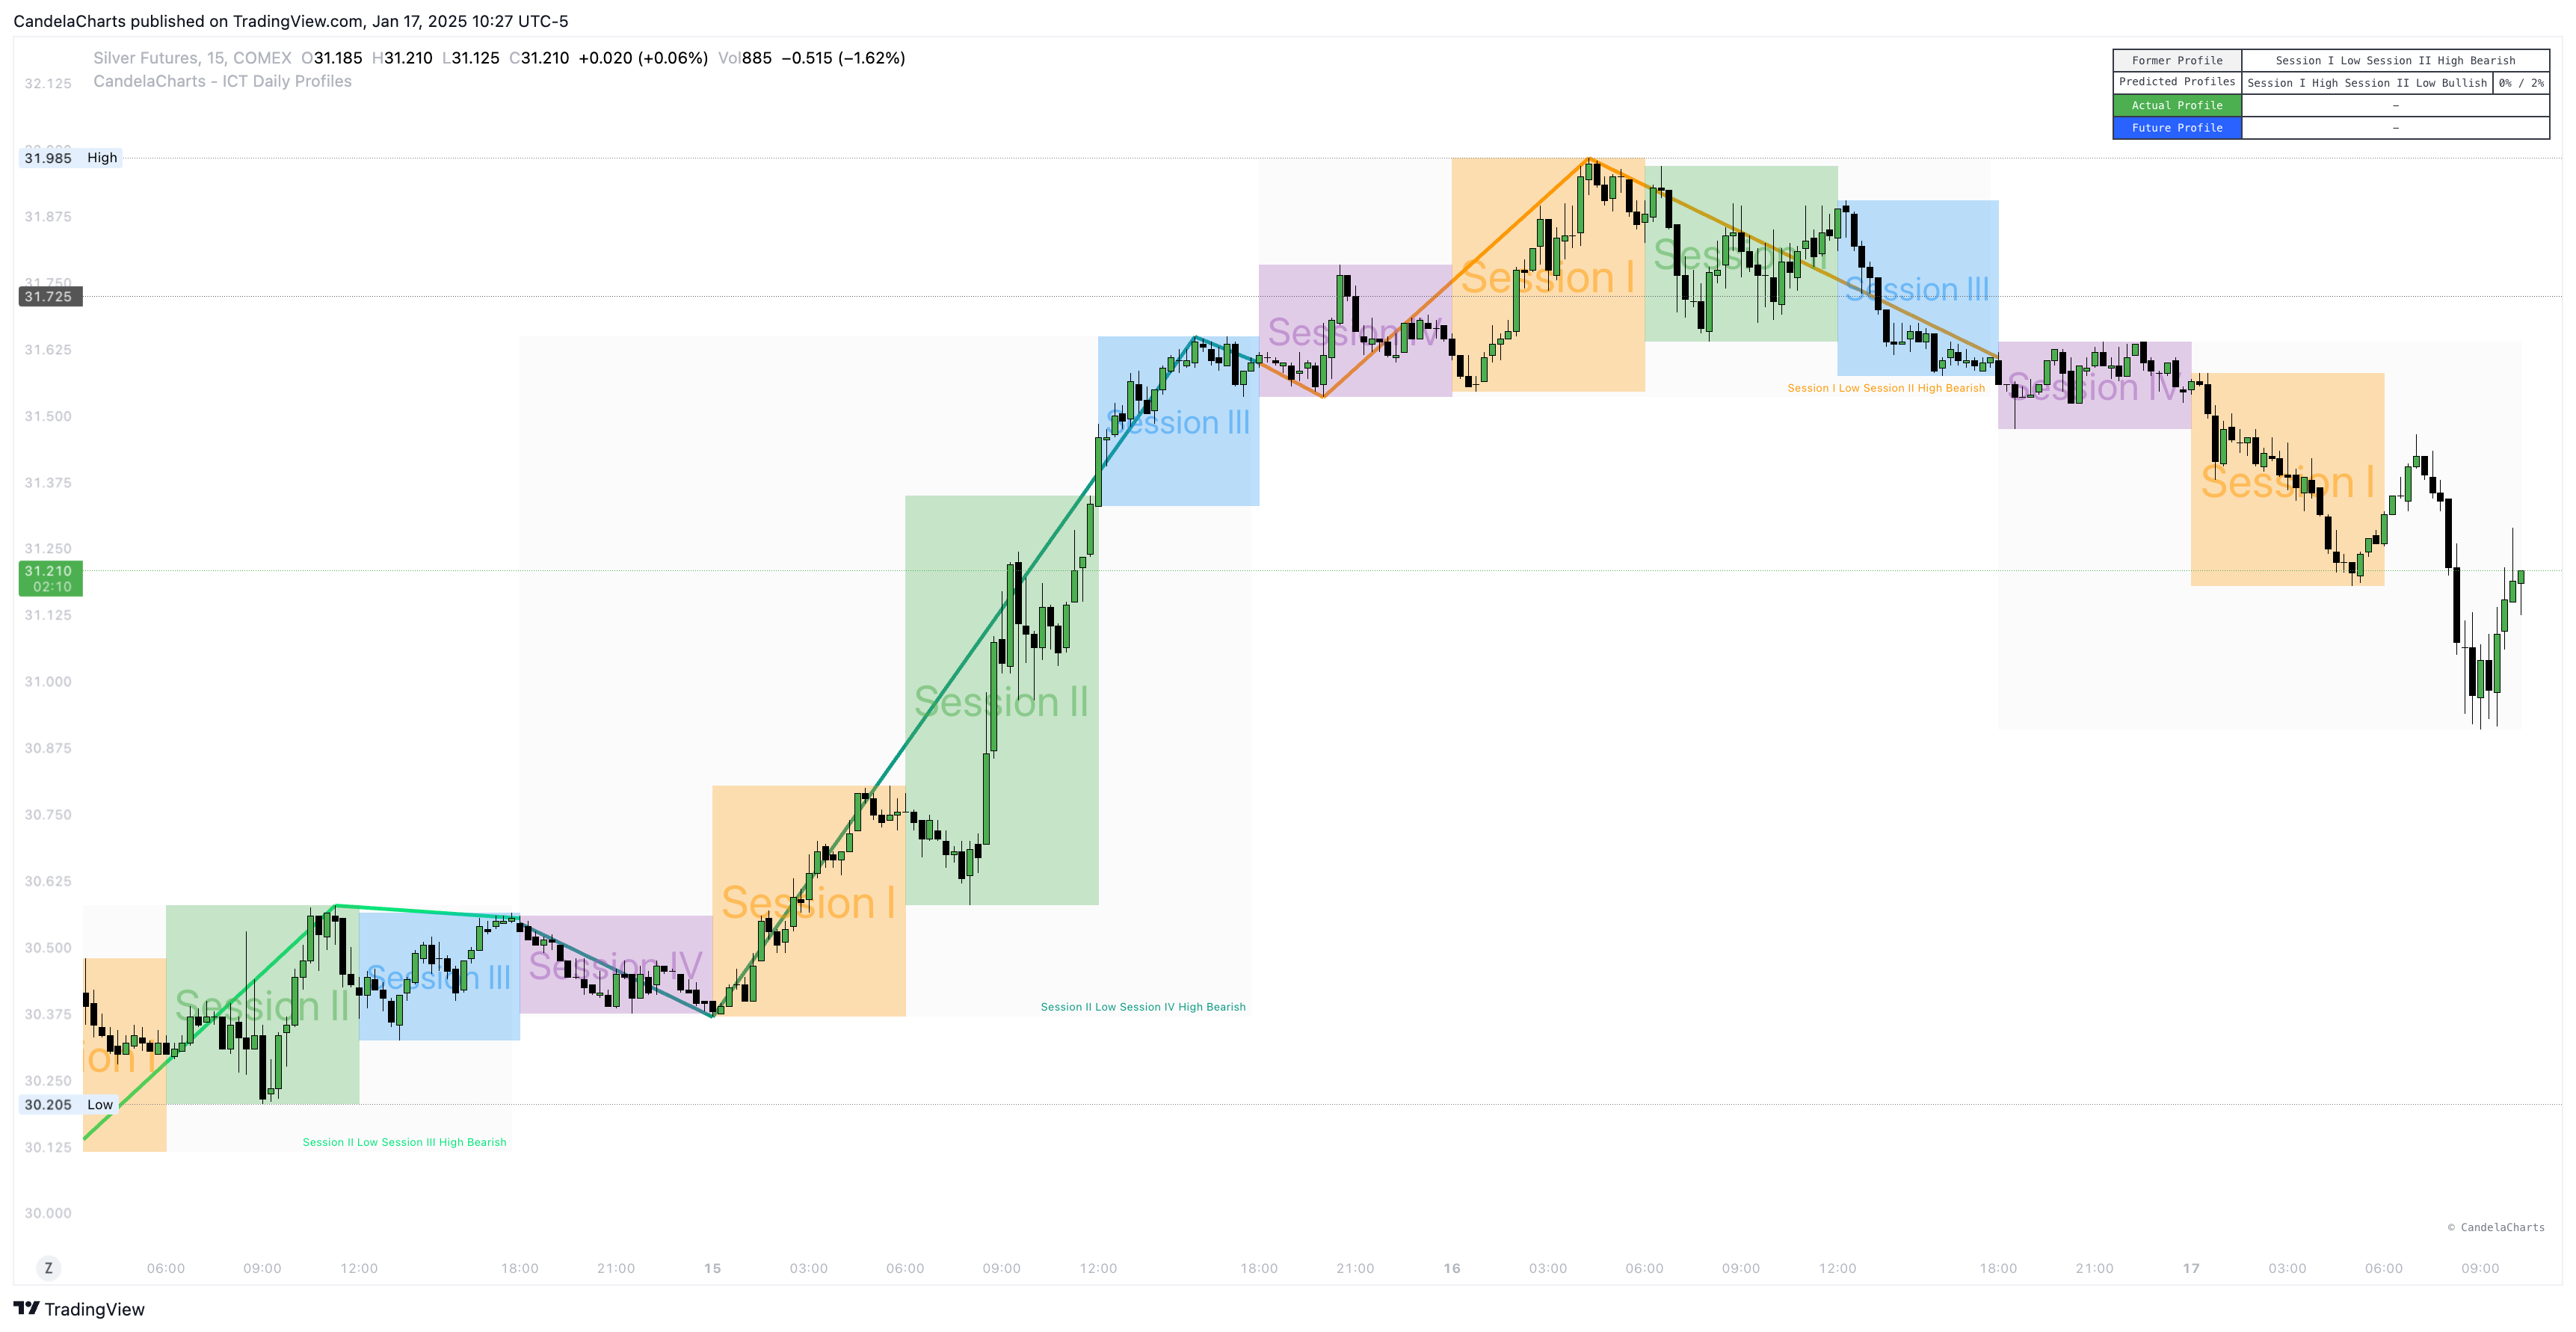 CandelaCharts published on TradingView.com, Jan 17, 2025 10:27 UTC-5
Silver Futures, 15, COMEX O31.185 H31.210 L31.125 C31.210 +0.020 (+0.06%) Vol885 −0.515 (−1.62%)
CandelaCharts - ICT Daily Profiles
Former Profile Session I Low Session II High Bearish
Predicted Profiles Session I High Session II Low Bullish 0% / 2%
Actual Profile –
Future Profile –
32.125
31.985 High
31.875
31.750
31.725
31.625
31.500
31.375
31.250
31.210
02:10
31.125
31.000
30.875
30.750
30.625
30.500
30.375
30.250
30.205 Low
30.125
30.000
Session II
Session III
Session II Low Session III High Bearish
Session IV
Session I
Session II
Session III
Session II Low Session IV High Bearish
Session IV
Session I
Session II
Session III
Session I Low Session II High Bearish
Session IV
Session I
© CandelaCharts
Z
06:00 09:00 12:00 18:00 21:00 15 03:00 06:00 09:00 12:00 18:00 21:00 16 03:00 06:00 09:00 12:00 18:00 21:00 17 03:00 06:00 09:00
TradingView